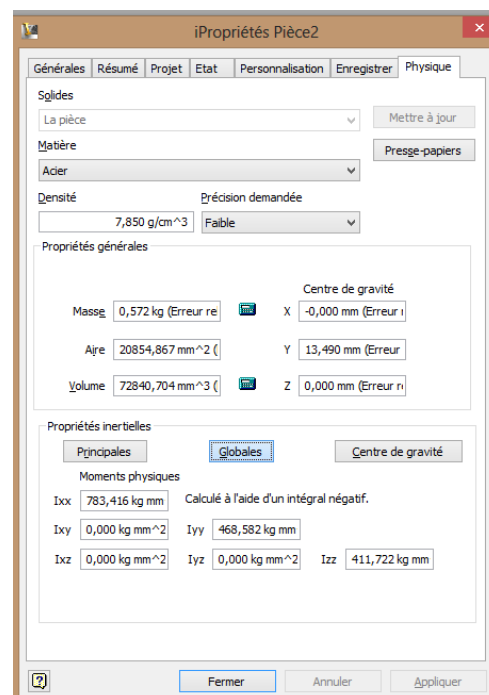 iPropriétés Pièce2
Générales Résumé Projet Etat Personnalisation Enregistrer Physique
Solides
La pièce
Mettre à jour
Matière
Presse-papiers
Acier
Densité Précision demandée
7,850 g/cm^3 Faible
Propriétés générales
Centre de gravité
Masse 0,572 kg (Erreur re X -0,000 mm (Erreur r
Aire 20854,867 mm^2 ( Y 13,490 mm (Erreur
Volume 72840,704 mm^3 ( Z 0,000 mm (Erreur re
Propriétés inertielles
Principales Globales Centre de gravité
Moments physiques
Ixx 783,416 kg mm Calculé à l'aide d'un intégral négatif.
Ixy 0,000 kg mm^2 Iyy 468,582 kg mm
Ixz 0,000 kg mm^2 Iyz 0,000 kg mm^2 Izz 411,722 kg mm
Fermer Annuler Appliquer